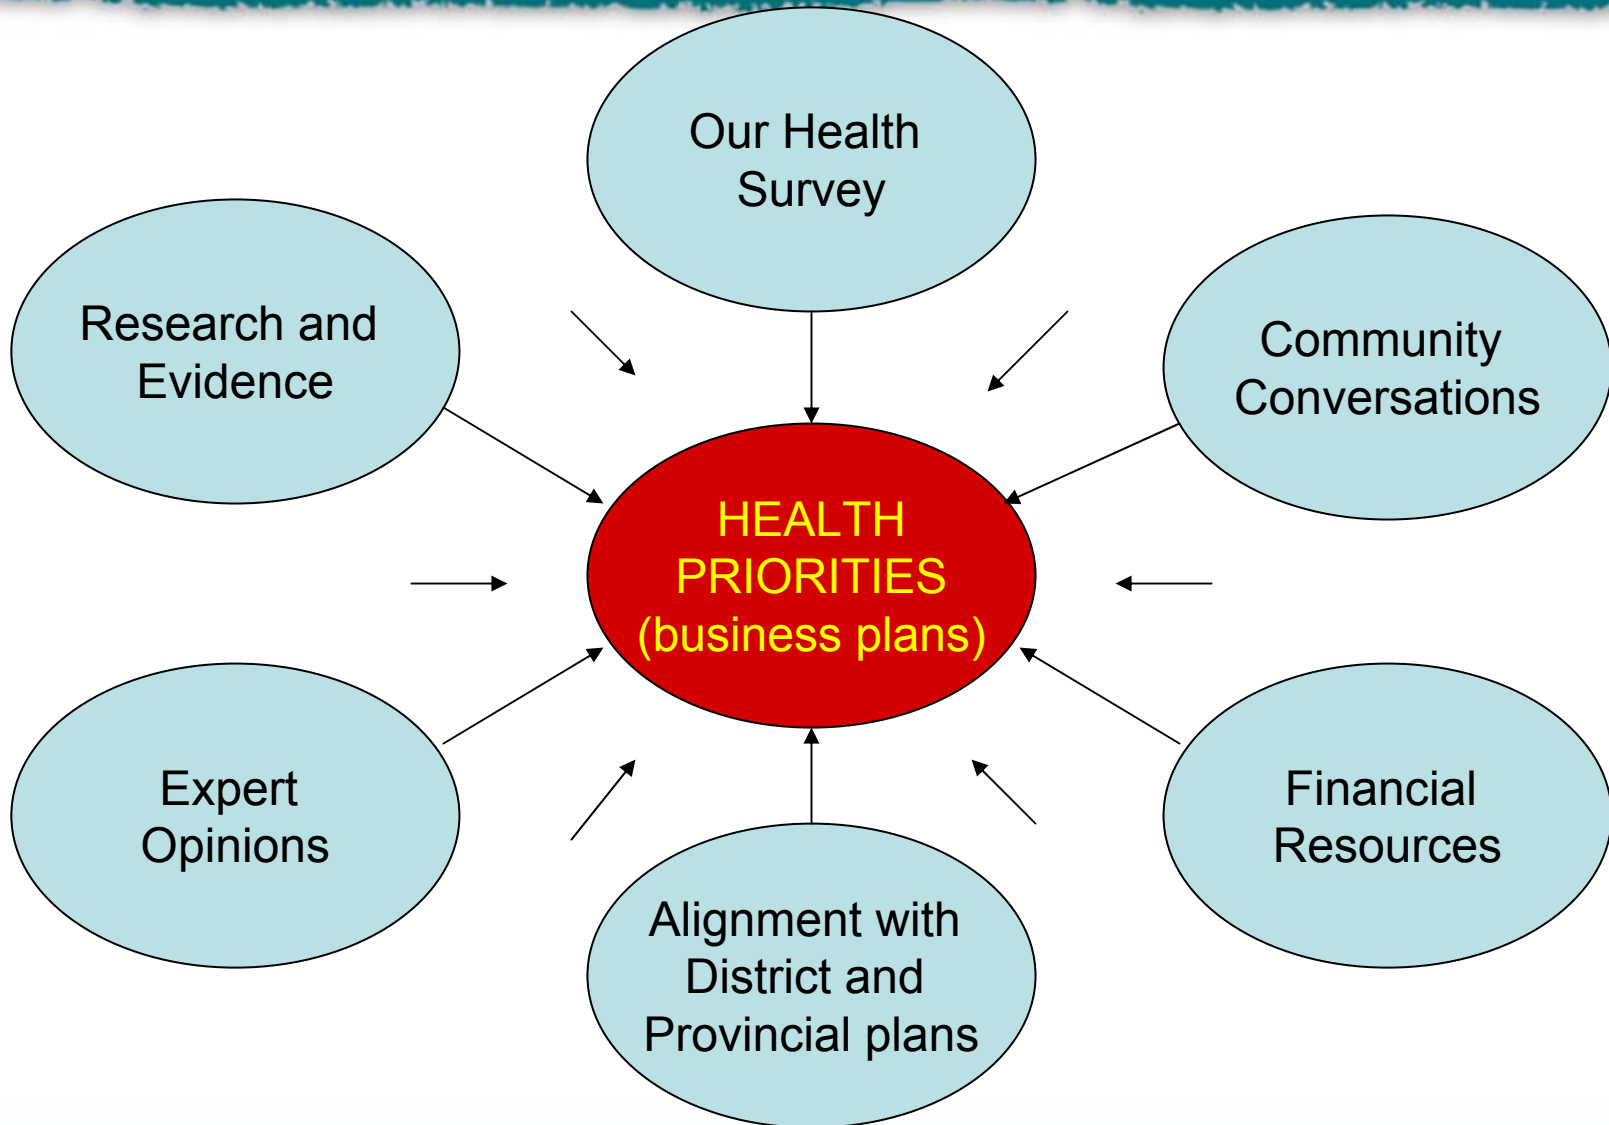 Our Health
Survey
Research and
Evidence
Community
Conversations
HEALTH
PRIORITIES
(business plans)
Expert
Opinions
Financial
Resources
Alignment with
District and
Provincial plans